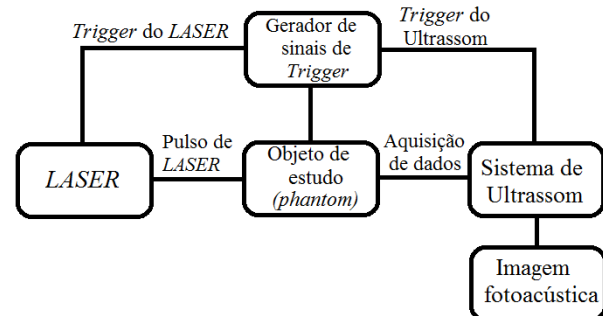 Trigger do LASER
Gerador de
sinais de
Trigger
Trigger do
Ultrassom
LASER
Pulso de
LASER
Objeto de
estudo
(phantom)
Aquisição
de dados
Sistema de
Ultrassom
Imagem
fotoacústica